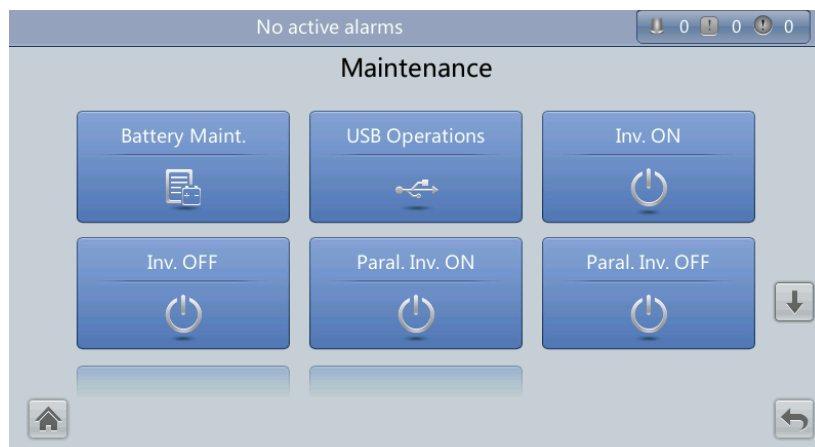 No active alarms 0 0 0
Maintenance
Battery Maint. USB Operations Inv. ON
Inv. OFF Paral. Inv. ON Paral. Inv. OFF